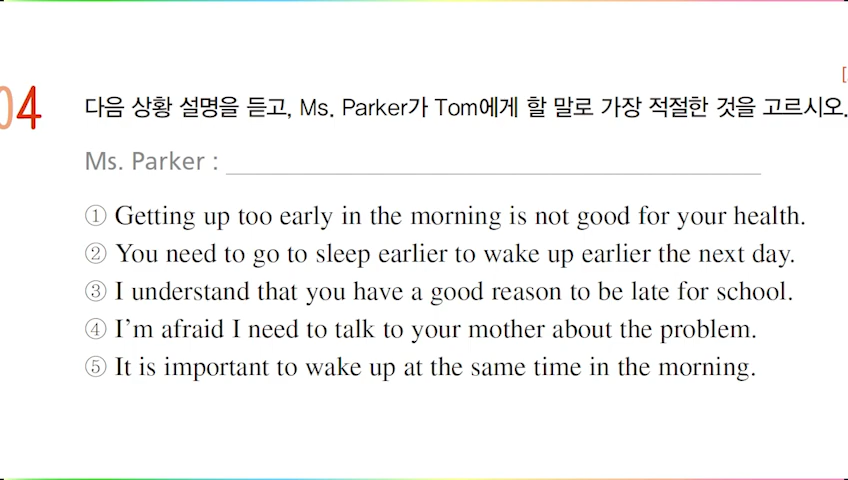 04 다음 상황 설명을 듣고, Ms. Parker가 Tom에게 할 말로 가장 적절한 것을 고르시오.
Ms. Parker :
① Getting up too early in the morning is not good for your health.
② You need to go to sleep earlier to wake up earlier the next day.
③ I understand that you have a good reason to be late for school.
④ I’m afraid I need to talk to your mother about the problem.
⑤ It is important to wake up at the same time in the morning.